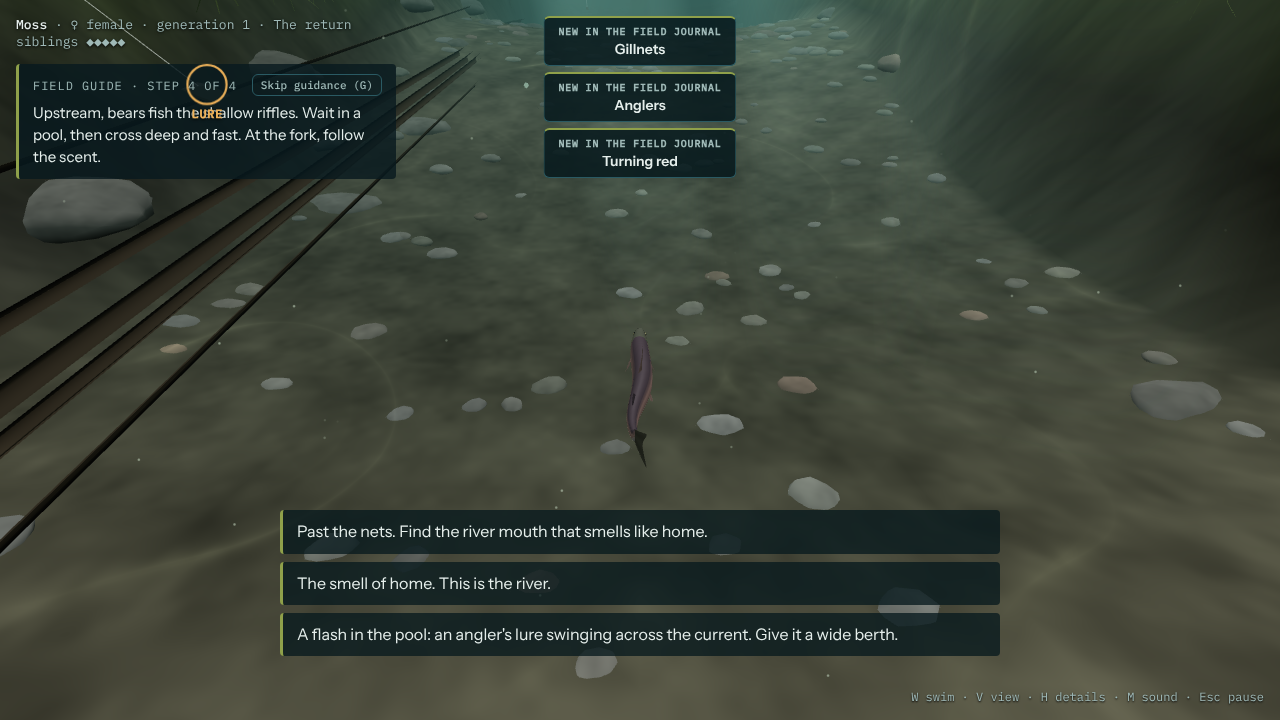 Moss · ♀ female · generation 1 · The return
siblings ◆◆◆◆◆
FIELD GUIDE · STEP 4 OF 4
Skip guidance (G)
LURE
Upstream, bears fish the shallow riffles. Wait in a
pool, then cross deep and fast. At the fork, follow
the scent.
NEW IN THE FIELD JOURNAL
Gillnets
NEW IN THE FIELD JOURNAL
Anglers
NEW IN THE FIELD JOURNAL
Turning red
Past the nets. Find the river mouth that smells like home.
The smell of home. This is the river.
A flash in the pool: an angler's lure swinging across the current. Give it a wide berth.
W swim · V view · H details · M sound · Esc pause